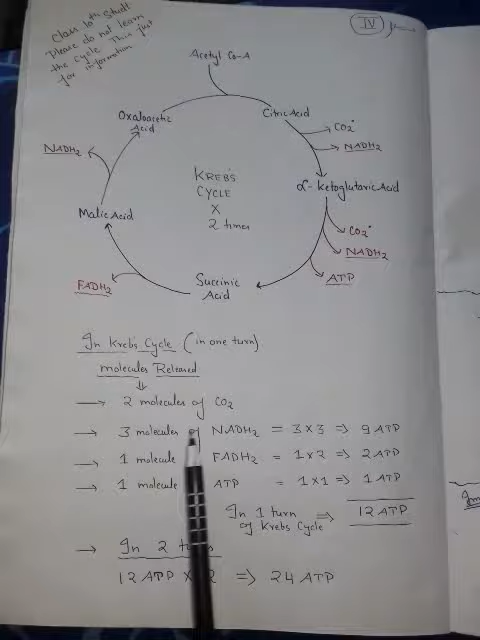 Class 10th Studt
Please do not learn
the Cycle This just
for information
IV
Acetyl Co-A
Oxaloacetic
Acid
Citric Acid
CO2
NADH2
NADH2
KREB'S
CYCLE
X
2 times
α-ketoglutaric Acid
Malic Acid
CO2
NADH2
ATP
FADH2
Succinic
Acid
In Krebs Cycle (in one turn)
molecules Released
⇓
→ 2 molecules of CO2
→ 3 molecules of NADH2 = 3 x 3 ⇒ 9 ATP
→ 1 molecule FADH2 = 1 x 2 ⇒ 2 ATP
→ 1 molecule ATP = 1 x 1 ⇒ 1 ATP
In 1 turn ⇒ 12 ATP
of Krebs Cycle
→ In 2 tu
12 ATP X 2 ⇒ 24 ATP